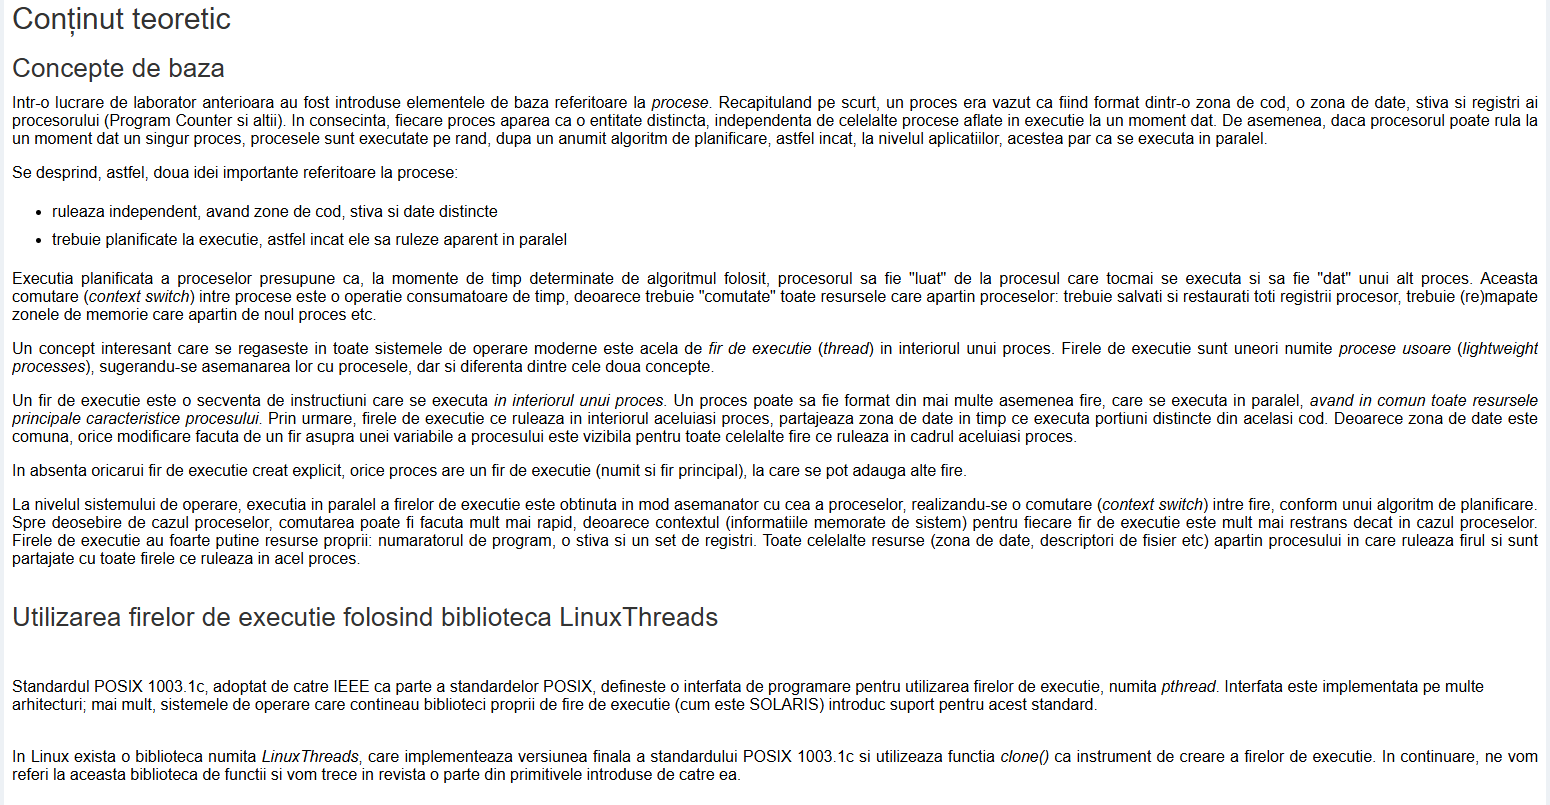 Conținut teoretic
Concepte de baza
Intr-o lucrare de laborator anterioara au fost introduse elementele de baza referitoare la procese. Recapituland pe scurt, un proces era vazut ca fiind format dintr-o zona de cod, o zona de date, stiva si registri ai
procesorului (Program Counter si altii). In consecinta, fiecare proces aparea ca o entitate distincta, independenta de celelalte procese aflate in executie la un moment dat. De asemenea, daca procesorul poate rula la
un moment dat un singur proces, procesele sunt executate pe rand, dupa un anumit algoritm de planificare, astfel incat, la nivelul aplicatiilor, acestea par ca se executa in paralel.
Se desprind, astfel, doua idei importante referitoare la procese:
• ruleaza independent, avand zone de cod, stiva si date distincte
• trebuie planificate la executie, astfel incat ele sa ruleze aparent in paralel
Executia planificata a proceselor presupune ca, la momente de timp determinate de algoritmul folosit, procesorul sa fie "luat" de la procesul care tocmai se executa si sa fie "dat" unui alt proces. Aceasta
comutare (context switch) intre procese este o operatie consumatoare de timp, deoarece trebuie "comutate" toate resursele care apartin proceselor: trebuie salvati si restaurati toti registrii procesor, trebuie (re)mapate
zonele de memorie care apartin de noul proces etc.
Un concept interesant care se regaseste in toate sistemele de operare moderne este acela de fir de executie (thread) in interiorul unui proces. Firele de executie sunt uneori numite procese usoare (lightweight
processes), sugerandu-se asemanarea lor cu procesele, dar si diferenta dintre cele doua concepte.
Un fir de executie este o secventa de instructiuni care se executa in interiorul unui proces. Un proces poate sa fie format din mai multe asemenea fire, care se executa in paralel, avand in comun toate resursele
principale caracteristice procesului. Prin urmare, firele de executie ce ruleaza in interiorul aceluiasi proces, partajeaza zona de date in timp ce executa portiuni distincte din acelasi cod. Deoarece zona de date este
comuna, orice modificare facuta de un fir asupra unei variabile a procesului este vizibila pentru toate celelalte fire ce ruleaza in cadrul aceluiasi proces.
In absenta oricarui fir de executie creat explicit, orice proces are un fir de executie (numit si fir principal), la care se pot adauga alte fire.
La nivelul sistemului de operare, executia in paralel a firelor de executie este obtinuta in mod asemanator cu cea a proceselor, realizandu-se o comutare (context switch) intre fire, conform unui algoritm de planificare.
Spre deosebire de cazul proceselor, comutarea poate fi facuta mult mai rapid, deoarece contextul (informatiile memorate de sistem) pentru fiecare fir de executie este mult mai restrans decat in cazul proceselor.
Firele de executie au foarte putine resurse proprii: numaratorul de program, o stiva si un set de registri. Toate celelalte resurse (zona de date, descriptori de fisier etc) apartin procesului in care ruleaza firul si sunt
partajate cu toate firele ce ruleaza in acel proces.
Utilizarea firelor de executie folosind biblioteca LinuxThreads
Standardul POSIX 1003.1c, adoptat de catre IEEE ca parte a standardelor POSIX, defineste o interfata de programare pentru utilizarea firelor de executie, numita pthread. Interfata este implementata pe multe
arhitecturi; mai mult, sistemele de operare care contineau biblioteci proprii de fire de executie (cum este SOLARIS) introduc suport pentru acest standard.
In Linux exista o biblioteca numita LinuxThreads, care implementeaza versiunea finala a standardului POSIX 1003.1c si utilizeaza functia clone() ca instrument de creare a firelor de executie. In continuare, ne vom
referi la aceasta biblioteca de functii si vom trece in revista o parte din primitivele introduse de catre ea.